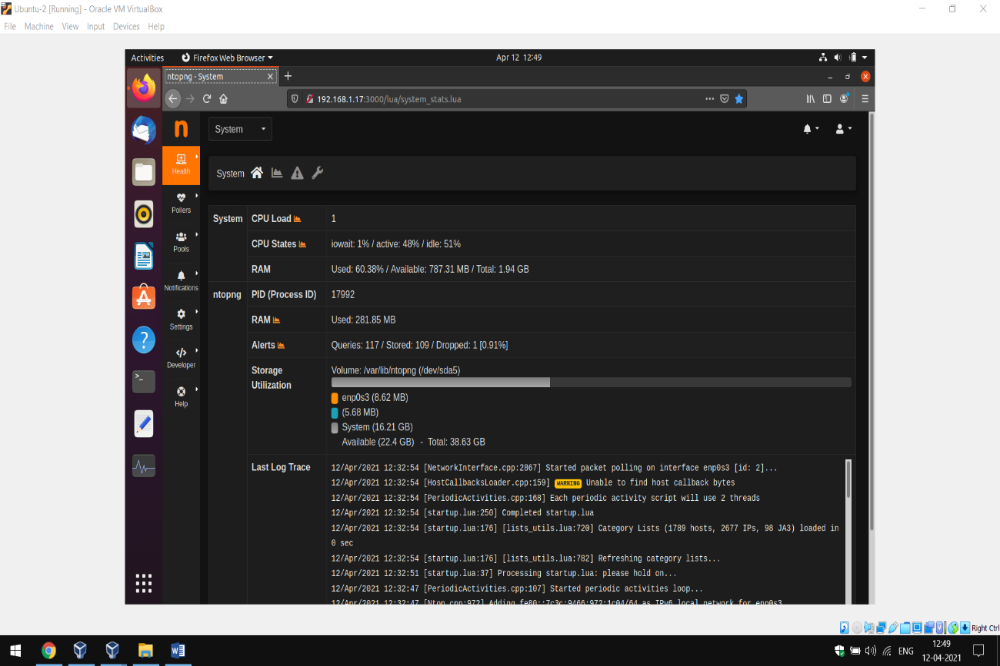 Ubuntu-2 [Running] - Oracle VM VirtualBox
File Machine View Input Devices Help
Activities Firefox Web Browser Apr 12 12:49
ntopng - System
192.168.1.17:3000/lua/system_stats.lua
n System
System
Health
Pollers
Pools
Notifications
Settings
Developer
Help
System CPU Load 1
CPU States iowait: 1% / active: 48% / idle: 51%
RAM Used: 60.38% / Available: 787.31 MB / Total: 1.94 GB
ntopng PID (Process ID) 17992
RAM Used: 281.85 MB
Alerts Queries: 117 / Stored: 109 / Dropped: 1 [0.91%]
Storage Utilization Volume: /var/lib/ntopng (/dev/sda5)
enp0s3 (8.62 MB)
(5.68 MB)
System (16.21 GB)
Available (22.4 GB) - Total: 38.63 GB
Last Log Trace 12/Apr/2021 12:32:54 [NetworkInterface.cpp:2867] Started packet polling on interface enp0s3 [id: 2]...
12/Apr/2021 12:32:54 [HostCallbacksLoader.cpp:159] WARNING Unable to find host callback bytes
12/Apr/2021 12:32:54 [PeriodicActivities.cpp:168] Each periodic activity script will use 2 threads
12/Apr/2021 12:32:54 [startup.lua:250] Completed startup.lua
12/Apr/2021 12:32:54 [startup.lua:176] [lists_utils.lua:720] Category Lists (1789 hosts, 2677 IPs, 98 JA3) loaded in
0 sec
12/Apr/2021 12:32:54 [startup.lua:176] [lists_utils.lua:782] Refreshing category lists...
12/Apr/2021 12:32:51 [startup.lua:37] Processing startup.lua: please hold on...
12/Apr/2021 12:32:47 [PeriodicActivities.cpp:107] Started periodic activities loop...
12/Apr/2021 12:32:47 [Ntop.cpp:972] Adding fe80::7c3c:9466:972:1c04/64 as IPv6 local network for enp0s3
Right Ctrl
ENG
12:49
12-04-2021